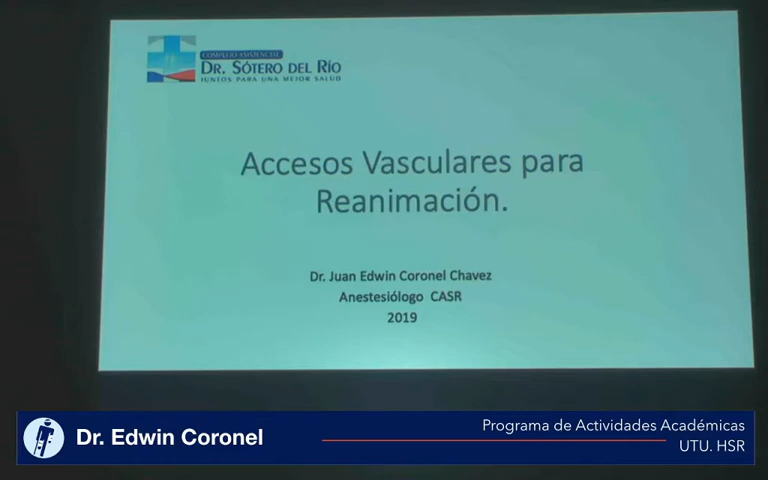 COMPLEJO ASISTENCIAL
DR. SÓTERO DEL RÍO
JUNTOS PARA UNA MEJOR SALUD
Accesos Vasculares para
Reanimación.
Dr. Juan Edwin Coronel Chavez
Anestesiólogo CASR
2019
Dr. Edwin Coronel
Programa de Actividades Académicas
UTU. HSR